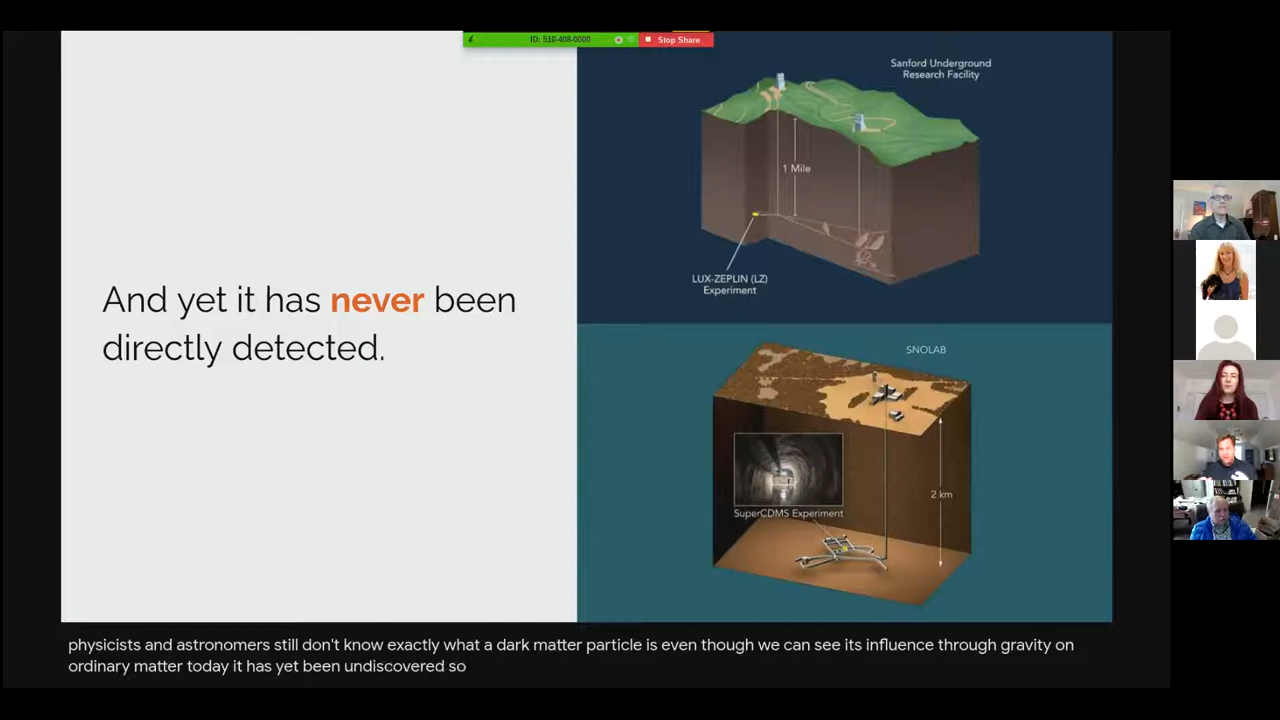 ID: 510-408-0000
Stop Share
And yet it has never been
directly detected.
Sanford Underground
Research Facility
1 Mile
LUX-ZEPLIN (LZ)
Experiment
SNOLAB
2 km
SuperCDMS Experiment
physicists and astronomers still don't know exactly what a dark matter particle is even though we can see its influence through gravity on
ordinary matter today it has yet been undiscovered so